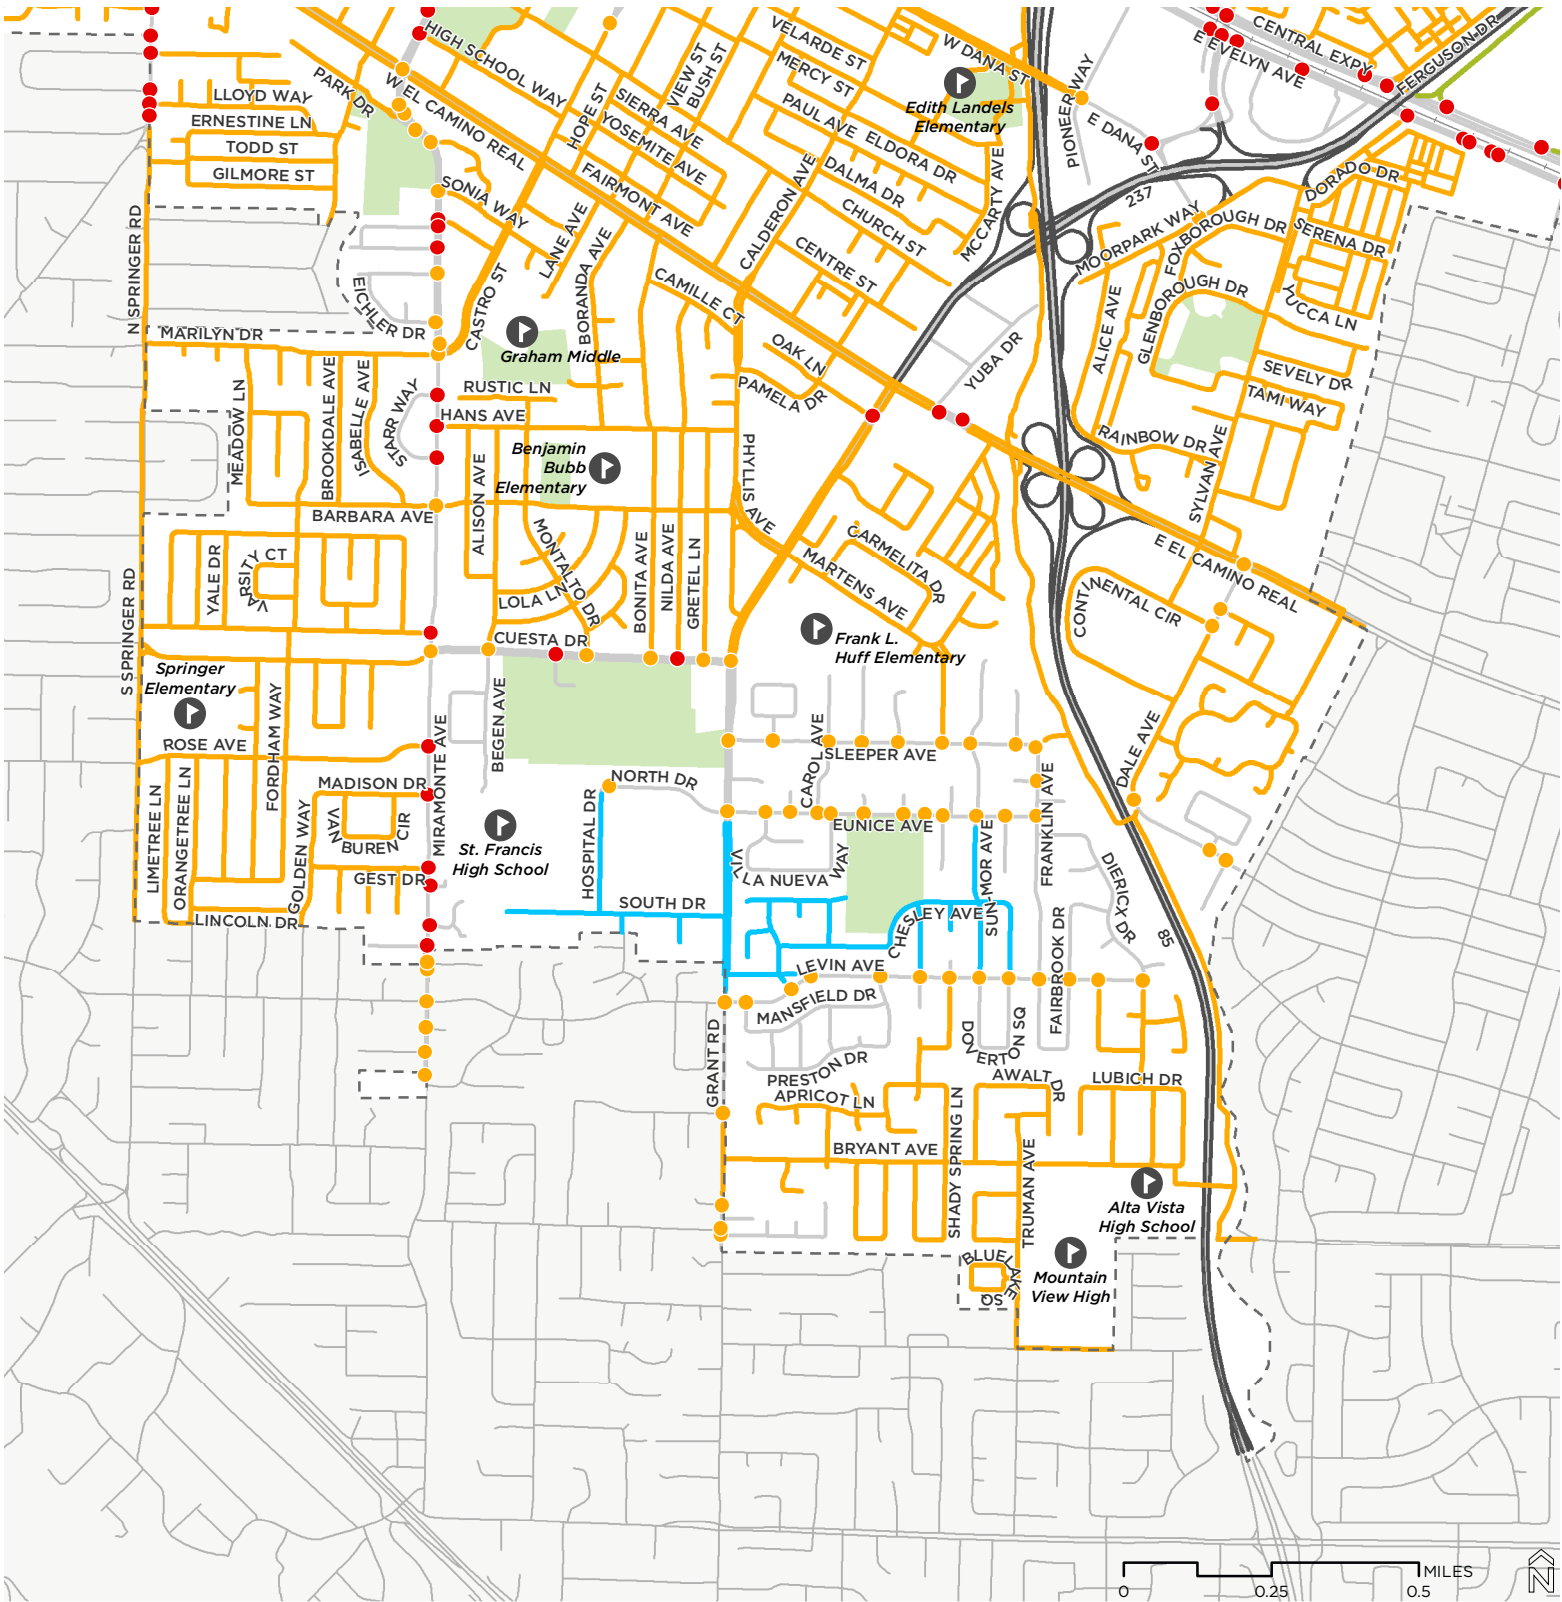 HIGH SCHOOL WAY
VIEW ST
BUSH ST
VELARDE ST
W DANA ST
CENTRAL EXPY
E EVELYN AVE
FERGUSON DR
PARK DR
W EL CAMINO REAL
MERCY ST
Edith Landels
Elementary
PIONEER WAY
E DANA ST
LLOYD WAY
ERNESTINE LN
TODD ST
GILMORE ST
HOPE ST
SIERRA AVE
YOSEMITE AVE
PAUL AVE
ELDORA DR
DALMA DR
FAIRMONT AVE
SONIA WAY
CALDERON AVE
CHURCH ST
MCCARTY AVE
237
DORADO DR
MOORPARK WAY
FOXBOROUGH DR
SERENA DR
N SPRINGER RD
LANE AVE
BORANDA AVE
CENTRE ST
CAMILLE CT
GLENBOROUGH DR
YUCCA LN
EICHLER DR
CASTRO ST
MARILYN DR
Graham Middle
OAK LN
YUBA DR
ALICE AVE
SEVELY DR
TAMI WAY
RUSTIC LN
HANS AVE
PAMELA DR
MEADOW LN
BROOKDALE AVE
ISABELLE AVE
STARR WAY
RAINBOW DR
SYLVAN AVE
Benjamin
Bubb
Elementary
PHYLLIS AVE
ALISON AVE
BARBARA AVE
MONTALTO DR
CARMELITA DR
MARTENS AVE
E EL CAMINO REAL
YALE DR
VARSITY CT
BONITA AVE
NILDA AVE
GRETEL LN
LOLA LN
CONTINENTAL CIR
S SPRINGER RD
CUESTA DR
Frank L.
Huff Elementary
Springer
Elementary
ROSE AVE
FORDHAM WAY
MIRAMONTE AVE
BEGEN AVE
CAROL AVE
SLEEPER AVE
DALE AVE
NORTH DR
MADISON DR
LIMETREE LN
ORANGETREE LN
GOLDEN WAY
VAN BUREN CIR
HOSPITAL DR
EUNICE AVE
FRANKLIN AVE
St. Francis
High School
VILLA NUEVA WAY
GEST DR
SUN-MOR AVE
DIERICX DR
LINCOLN DR
SOUTH DR
CHESLEY AVE
85
LEVIN AVE
MANSFIELD DR
FAIRBROOK DR
GRANT RD
DOVERTON SQ
PRESTON DR
APRICOT LN
AWALT DR
LUBICH DR
BRYANT AVE
SHADY SPRING LN
TRUMAN AVE
Alta Vista
High School
BLUE LAKE SQ
Mountain
View High
MILES
0
0.25
0.5
N